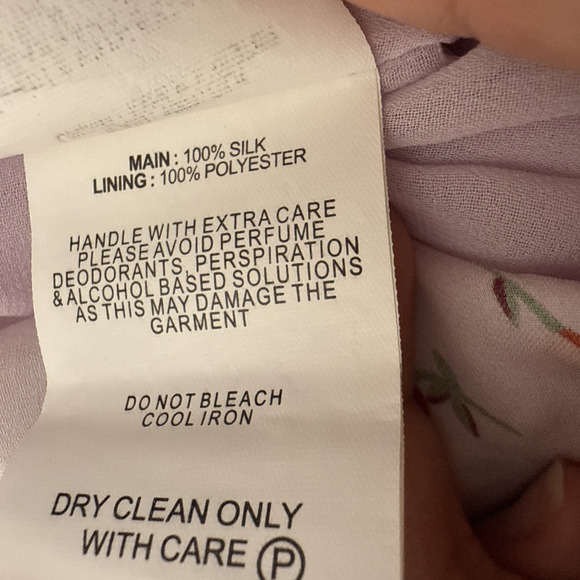 MAIN : 100% SILK
LINING : 100% POLYESTER
HANDLE WITH EXTRA CARE
PLEASE AVOID PERFUME
DEODORANTS, PERSPIRATION
& ALCOHOL BASED SOLUTIONS
AS THIS MAY DAMAGE THE
GARMENT
DO NOT BLEACH
COOL IRON
DRY CLEAN ONLY
WITH CARE P